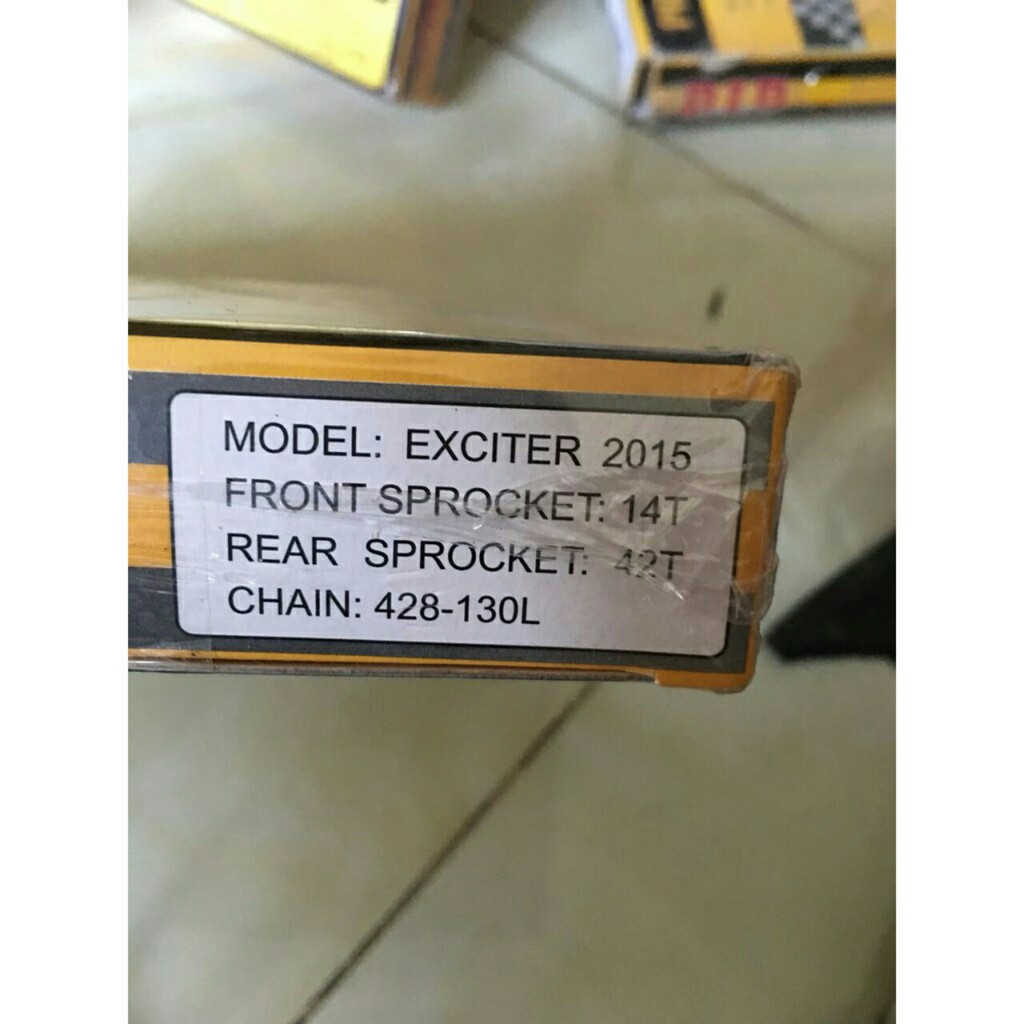 MODEL: EXCITER 2015
FRONT SPROCKET: 14T
REAR SPROCKET: 42T
CHAIN: 428-130L